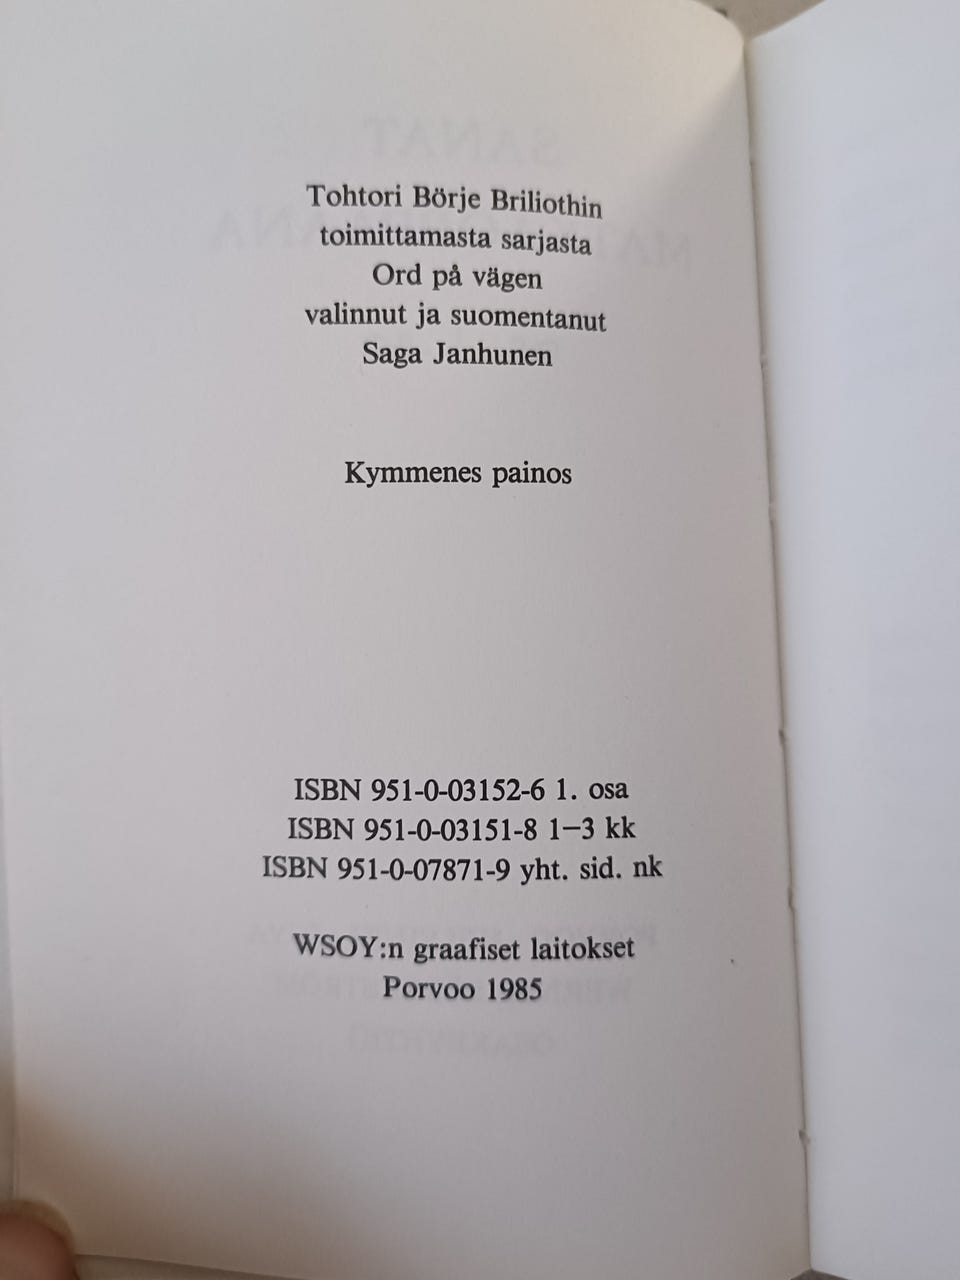 Tohtori Börje Briliothin
toimittamasta sarjasta
Ord på vägen
valinnut ja suomentanut
Saga Janhunen
Kymmenes painos
ISBN 951-0-03152-6 1. osa
ISBN 951-0-03151-8 1—3 kk
ISBN 951-0-07871-9 yht. sid. nk
WSOY:n graafiset laitokset
Porvoo 1985